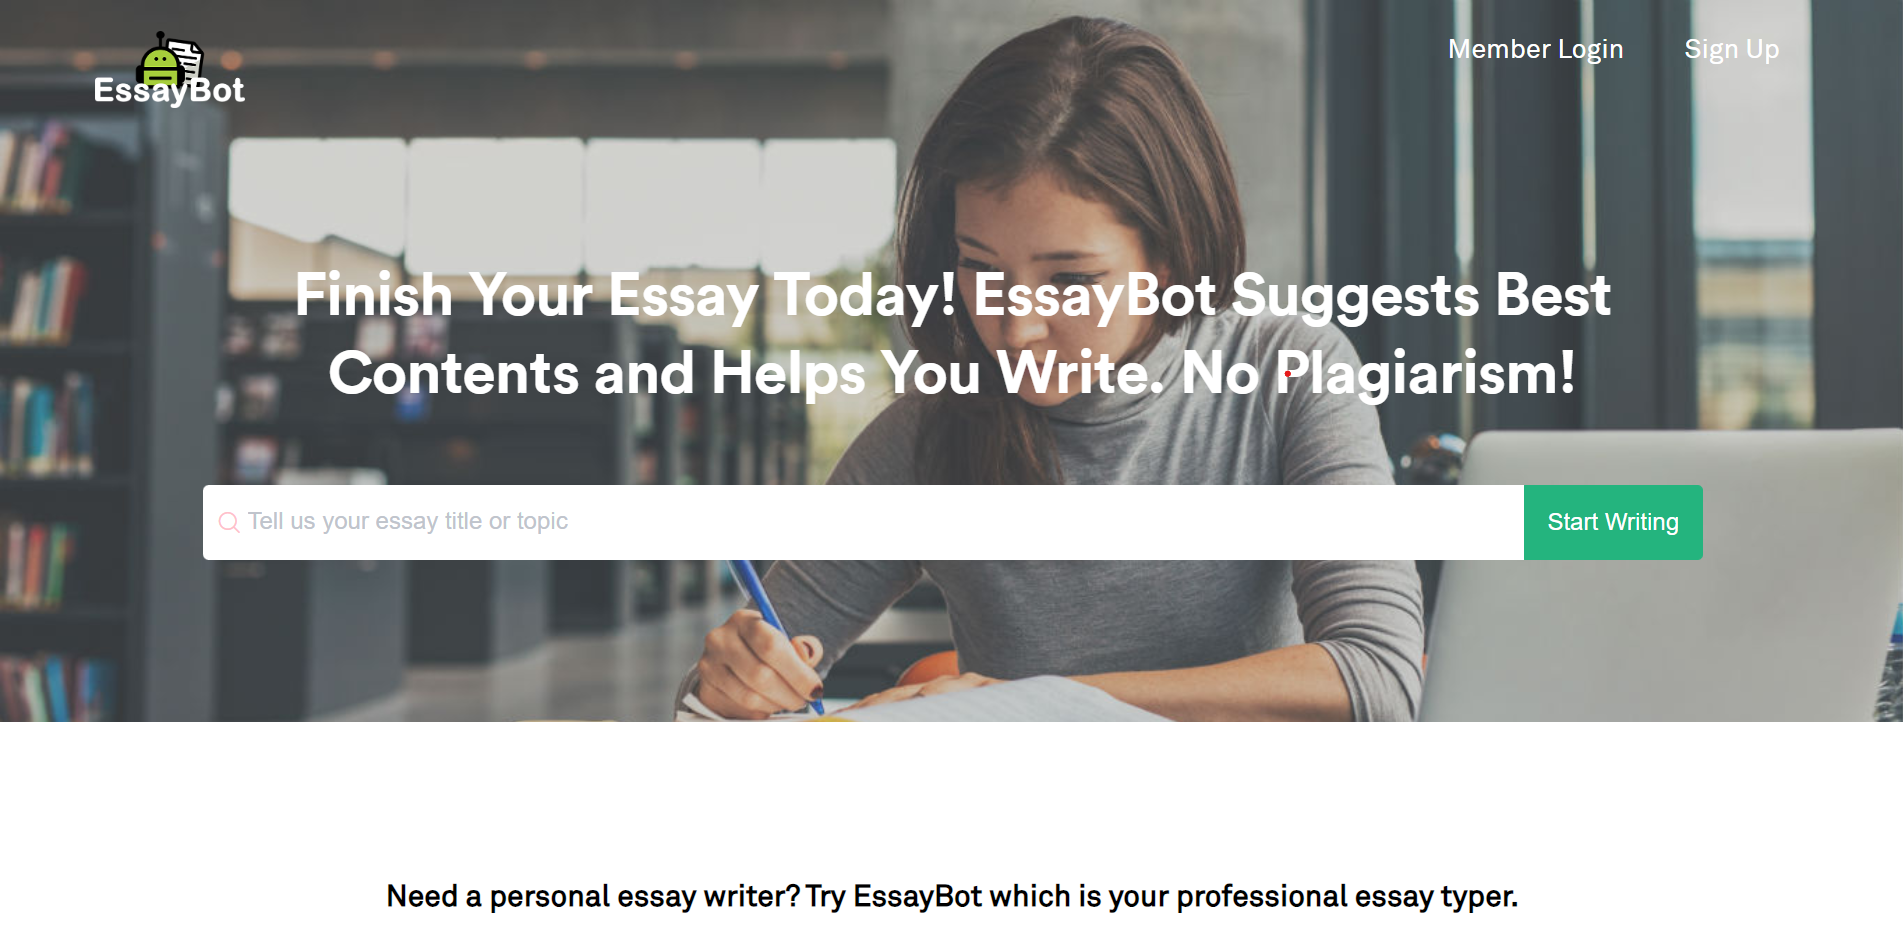 EssayBot
Member Login
Sign Up
Finish Your Essay Today! EssayBot Suggests Best
Contents and Helps You Write. No Plagiarism!
Tell us your essay title or topic
Start Writing
Need a personal essay writer? Try EssayBot which is your professional essay typer.